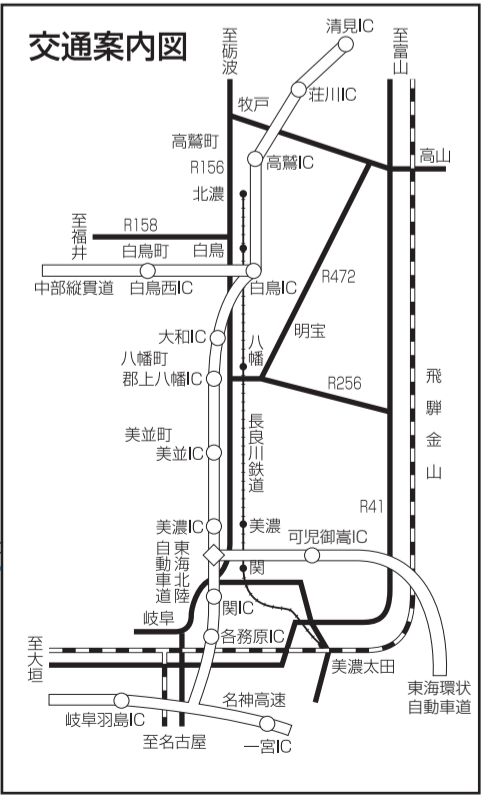 交通案内図
清見IC
至砺波
至富山
荘川IC
牧戸
高鷲町
高鷲IC
高山
R156
北濃
至福井
R158
白鳥町
白鳥
中部縦貫道
白鳥西IC
白鳥IC
R472
大和IC
明宝
八幡
八幡町
郡上八幡IC
R256
飛騨金山
美並町
美並IC
長良川鉄道
R41
美濃IC
美濃
可児御嵩IC
東海北陸
自動車道
関
関IC
岐阜
各務原IC
至大垣
美濃太田
東海環状
自動車道
名神高速
岐阜羽島IC
至名古屋
一宮IC